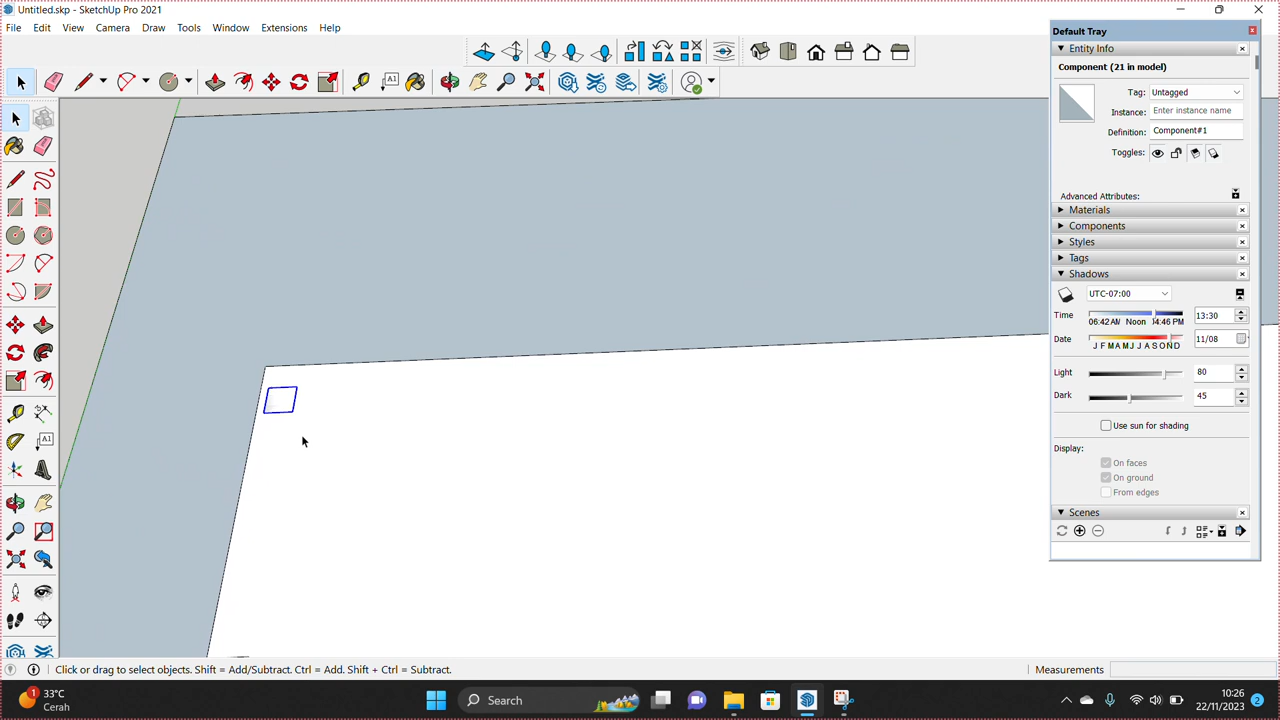 Untitled.skp - SketchUp Pro 2021
File Edit View Camera Draw Tools Window Extensions Help
Default Tray
Entity Info
Component (21 in model)
Tag: Untagged
Instance: Enter instance name
Definition: Component#1
Toggles:
Advanced Attributes:
Materials
Components
Styles
Tags
Shadows
UTC-07:00
Time 13:30
06:42 AM Noon 04:46 PM
Date 11/08
J F M A M J J A S O N D
Light 80
Dark 45
Use sun for shading
Display:
On faces
On ground
From edges
Scenes
Click or drag to select objects. Shift = Add/Subtract. Ctrl = Add. Shift + Ctrl = Subtract.
Measurements
1
33°C
Cerah
Search
10:26
22/11/2023
2